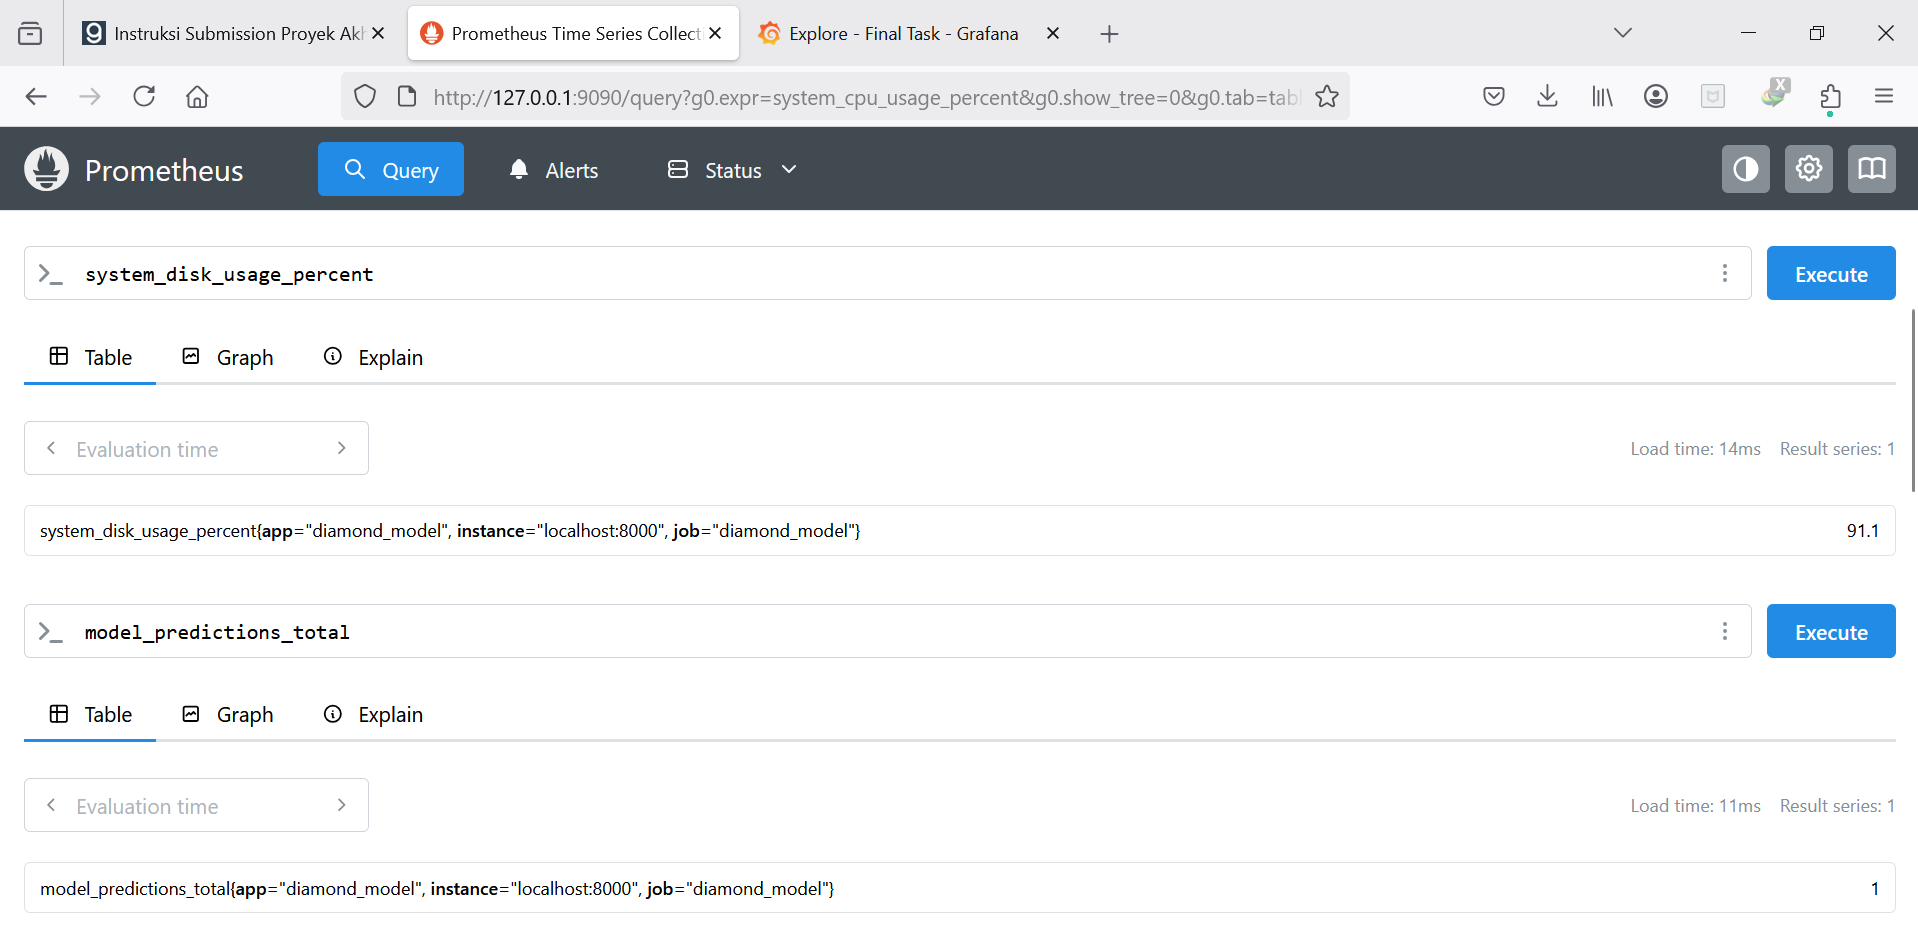 Instruksi Submission Proyek Akh
Prometheus Time Series Collecti
Explore - Final Task - Grafana
http://127.0.0.1:9090/query?g0.expr=system_cpu_usage_percent&g0.show_tree=0&g0.tab=tabl
Prometheus
Query
Alerts
Status
system_disk_usage_percent
Execute
Table Graph Explain
Evaluation time
Load time: 14ms Result series: 1
system_disk_usage_percent{app="diamond_model", instance="localhost:8000", job="diamond_model"} 91.1
model_predictions_total
Execute
Table Graph Explain
Evaluation time
Load time: 11ms Result series: 1
model_predictions_total{app="diamond_model", instance="localhost:8000", job="diamond_model"} 1